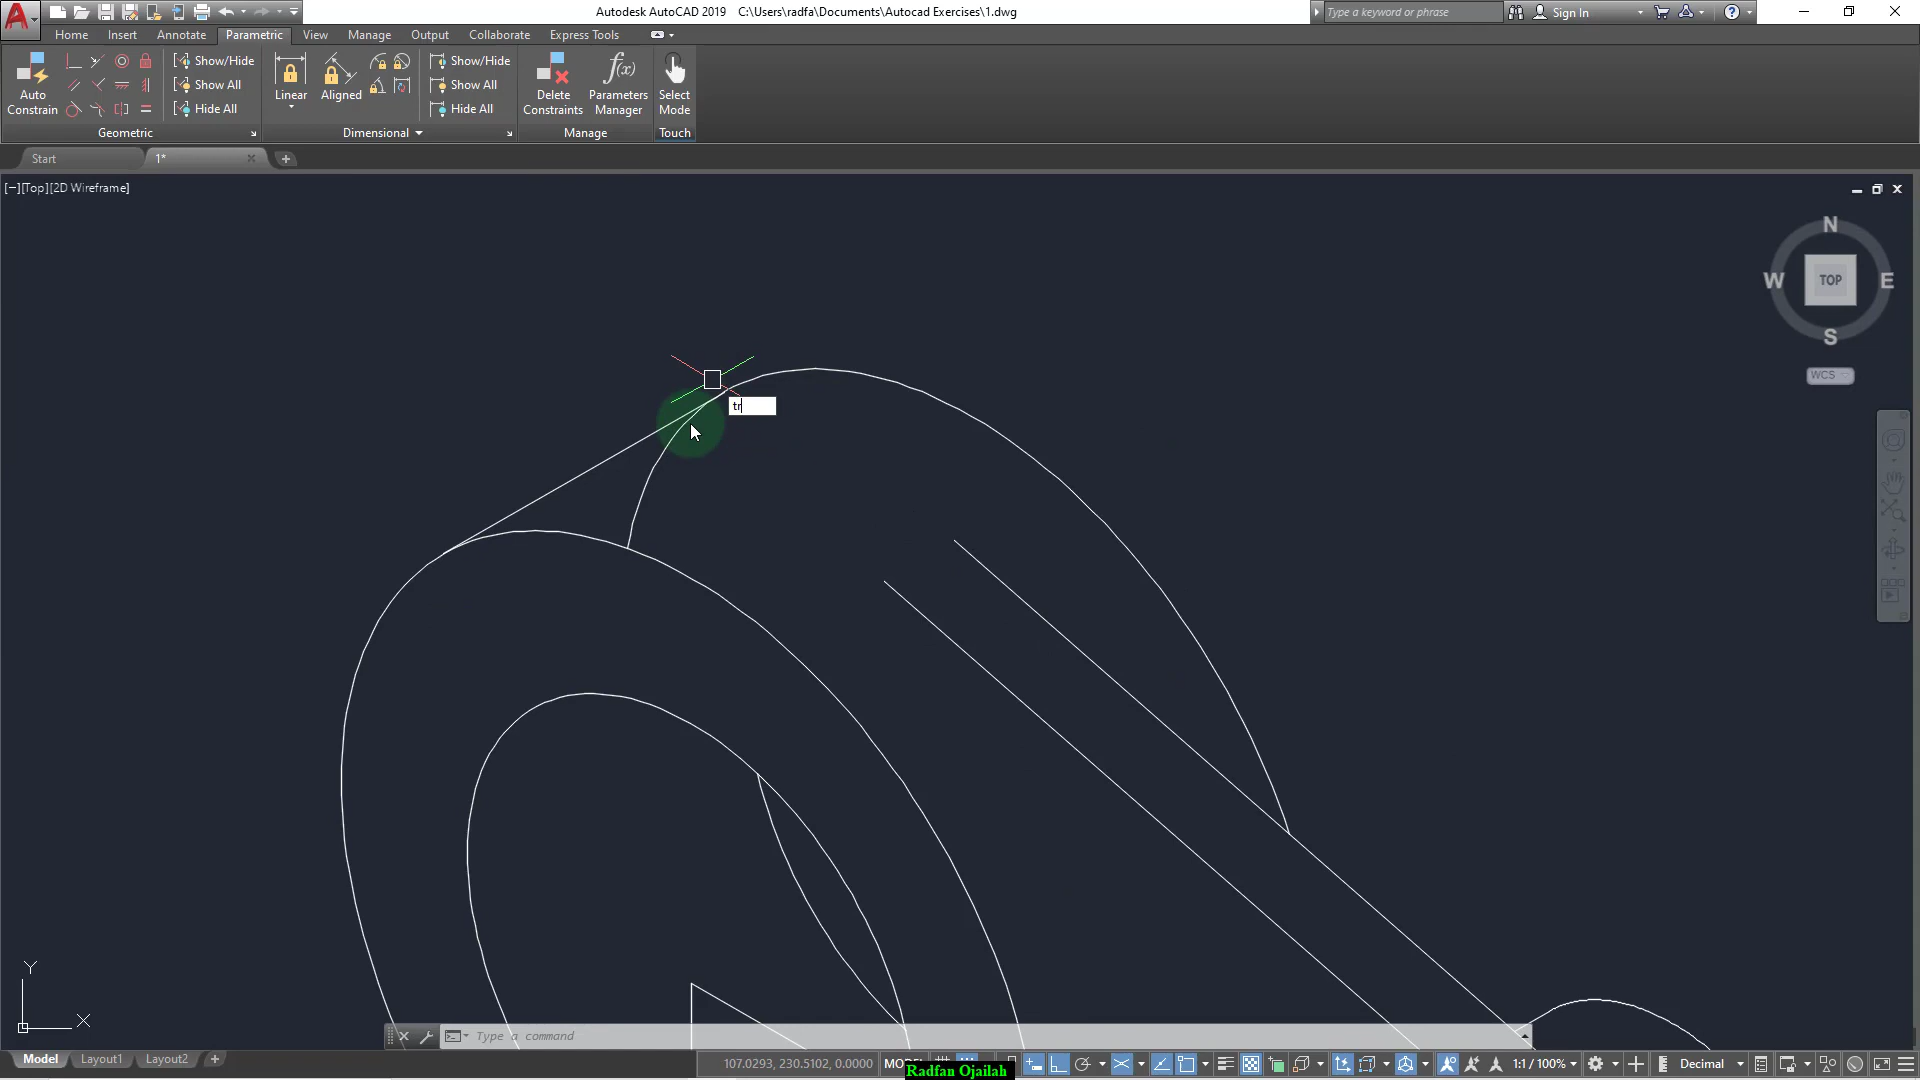 Autodesk AutoCAD 2019 C:\Users\radfa\Documents\Autocad Exercises\1.dwg
Type a keyword or phrase
Sign In
Home Insert Annotate Parametric View Manage Output Collaborate Express Tools
Auto
Constrain
Show/Hide
Show All
Hide All
Linear
Aligned
Show/Hide
Show All
Hide All
Delete
Constraints
f(x)
Parameters
Manager
Select
Mode
Geometric
Dimensional
Manage
Touch
Start
1*
[−][Top][2D Wireframe]
N
W
TOP
E
S
WCS
tr
Y
X
Type a command
Model Layout1 Layout2
107.0293, 230.5102, 0.0000
1:1 / 100%
Decimal
Radfan Ojailah